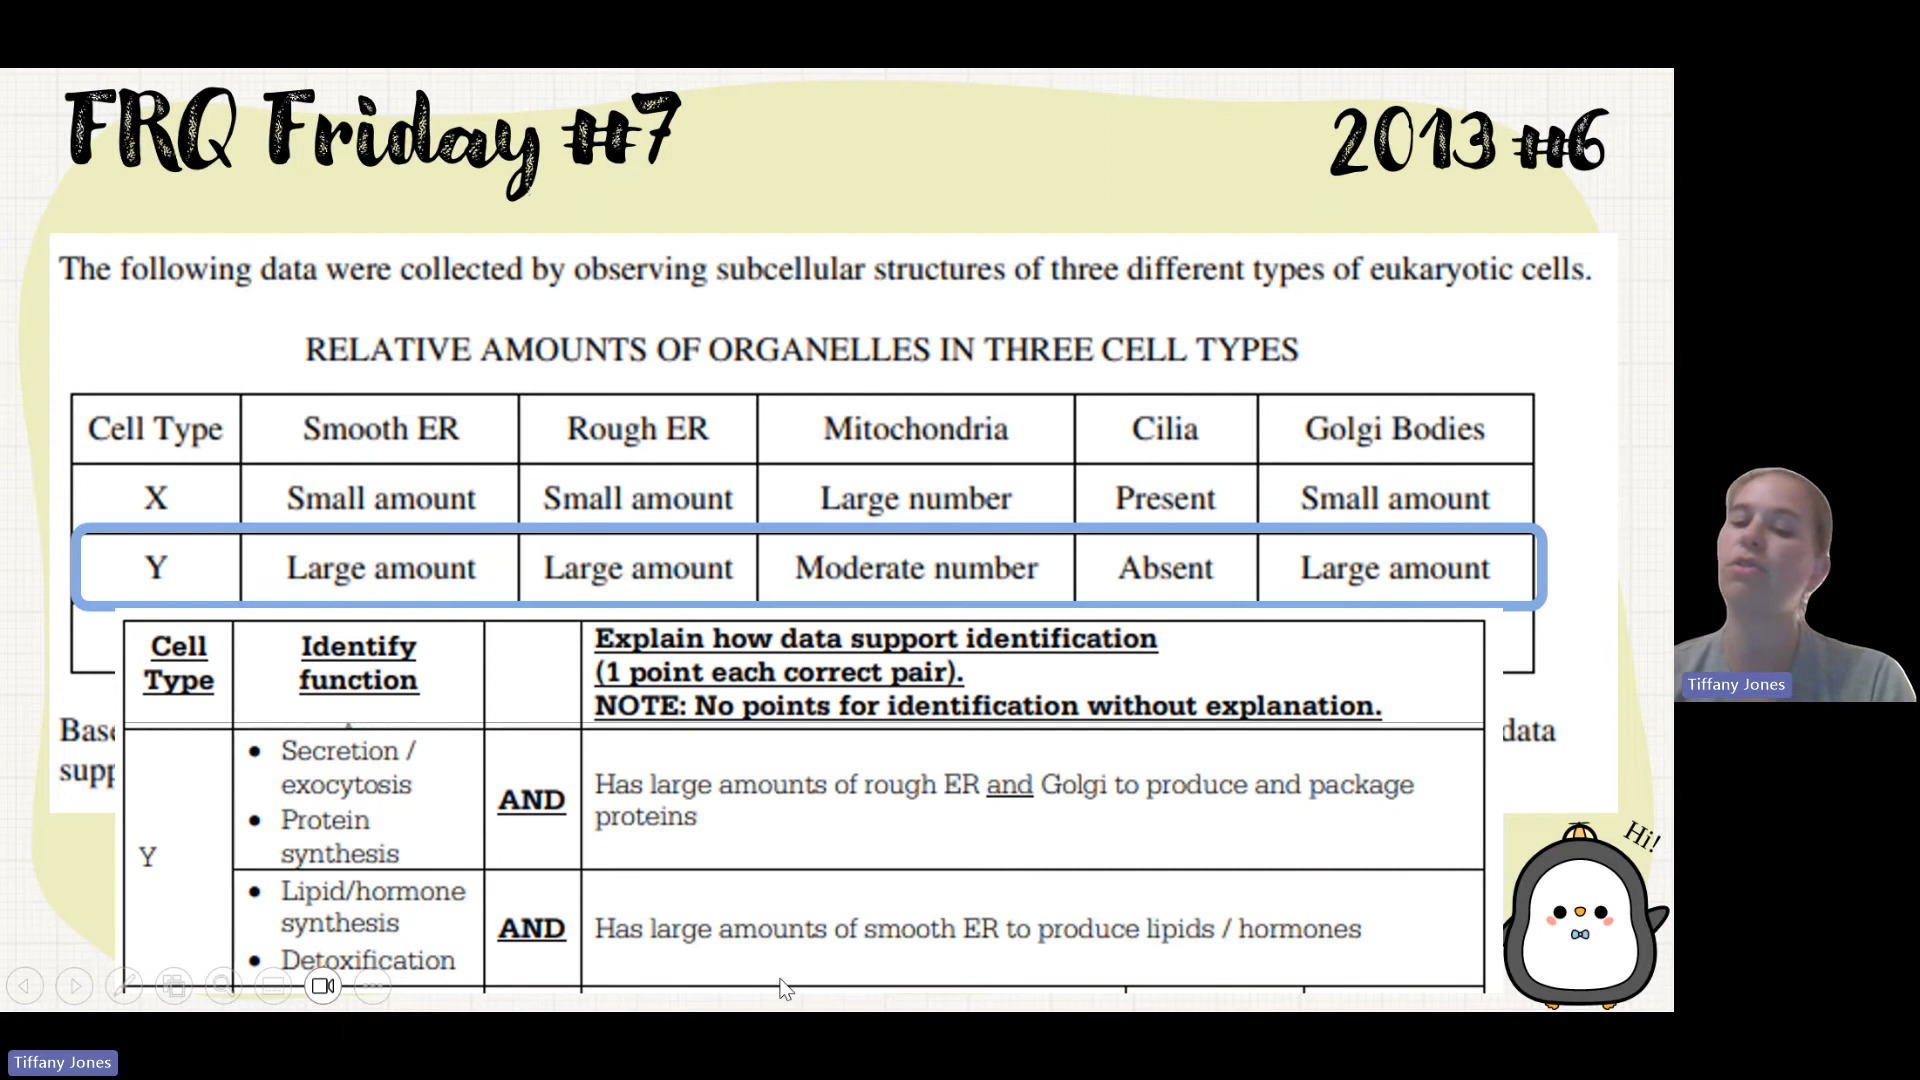 FRQ Friday #7
2013 #6
The following data were collected by observing subcellular structures of three different types of eukaryotic cells.
RELATIVE AMOUNTS OF ORGANELLES IN THREE CELL TYPES
Cell Type Smooth ER Rough ER Mitochondria Cilia Golgi Bodies
X Small amount Small amount Large number Present Small amount
Y Large amount Large amount Moderate number Absent Large amount
Cell Type
Identify function
Explain how data support identification
(1 point each correct pair).
NOTE: No points for identification without explanation.
data
Y
• Secretion /
exocytosis
• Protein
synthesis
AND
Has large amounts of rough ER and Golgi to produce and package
proteins
• Lipid/hormone
synthesis
• Detoxification
AND
Has large amounts of smooth ER to produce lipids / hormones
Hi!
Tiffany Jones
Tiffany Jones